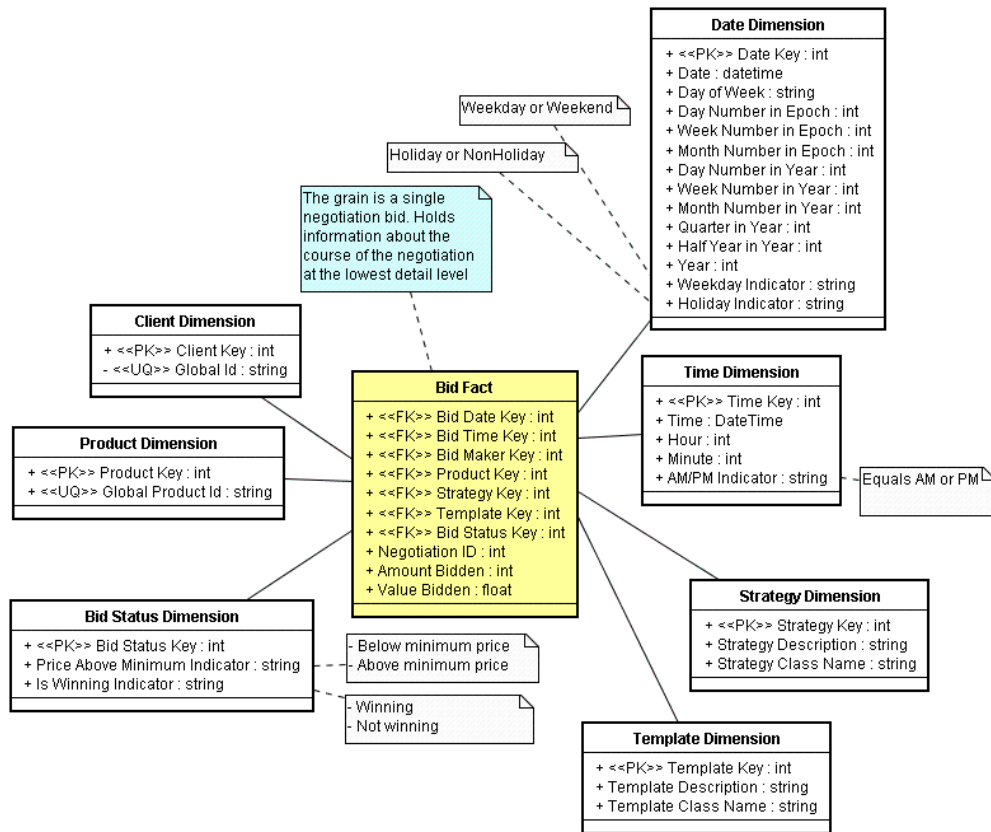 Date Dimension
+ <<PK>> Date Key : int
+ Date : datetime
+ Day of Week : string
+ Day Number in Epoch : int
+ Week Number in Epoch : int
+ Month Number in Epoch : int
+ Day Number in Year : int
+ Week Number in Year : int
+ Month Number in Year : int
+ Quarter in Year : int
+ Half Year in Year : int
+ Year : int
+ Weekday Indicator : string
+ Holiday Indicator : string
Weekday or Weekend
Holiday or NonHoliday
The grain is a single
negotiation bid. Holds
information about the
course of the negotiation
at the lowest detail level
Client Dimension
+ <<PK>> Client Key : int
- <<UQ>> Global Id : string
Product Dimension
+ <<PK>> Product Key : int
+ <<UQ>> Global Product Id : string
Bid Fact
+ <<FK>> Bid Date Key : int
+ <<FK>> Bid Time Key : int
+ <<FK>> Bid Maker Key : int
+ <<FK>> Product Key : int
+ <<FK>> Strategy Key : int
+ <<FK>> Template Key : int
+ <<FK>> Bid Status Key : int
+ Negotiation ID : int
+ Amount Bidden : int
+ Value Bidden : float
Time Dimension
+ <<PK>> Time Key : int
+ Time : DateTime
+ Hour : int
+ Minute : int
+ AM/PM Indicator : string
Equals AM or PM
Bid Status Dimension
+ <<PK>> Bid Status Key : int
+ Price Above Minimum Indicator : string
+ Is Winning Indicator : string
- Below minimum price
- Above minimum price
- Winning
- Not winning
Strategy Dimension
+ <<PK>> Strategy Key : int
+ Strategy Description : string
+ Strategy Class Name : string
Template Dimension
+ <<PK>> Template Key : int
+ Template Description : string
+ Template Class Name : string